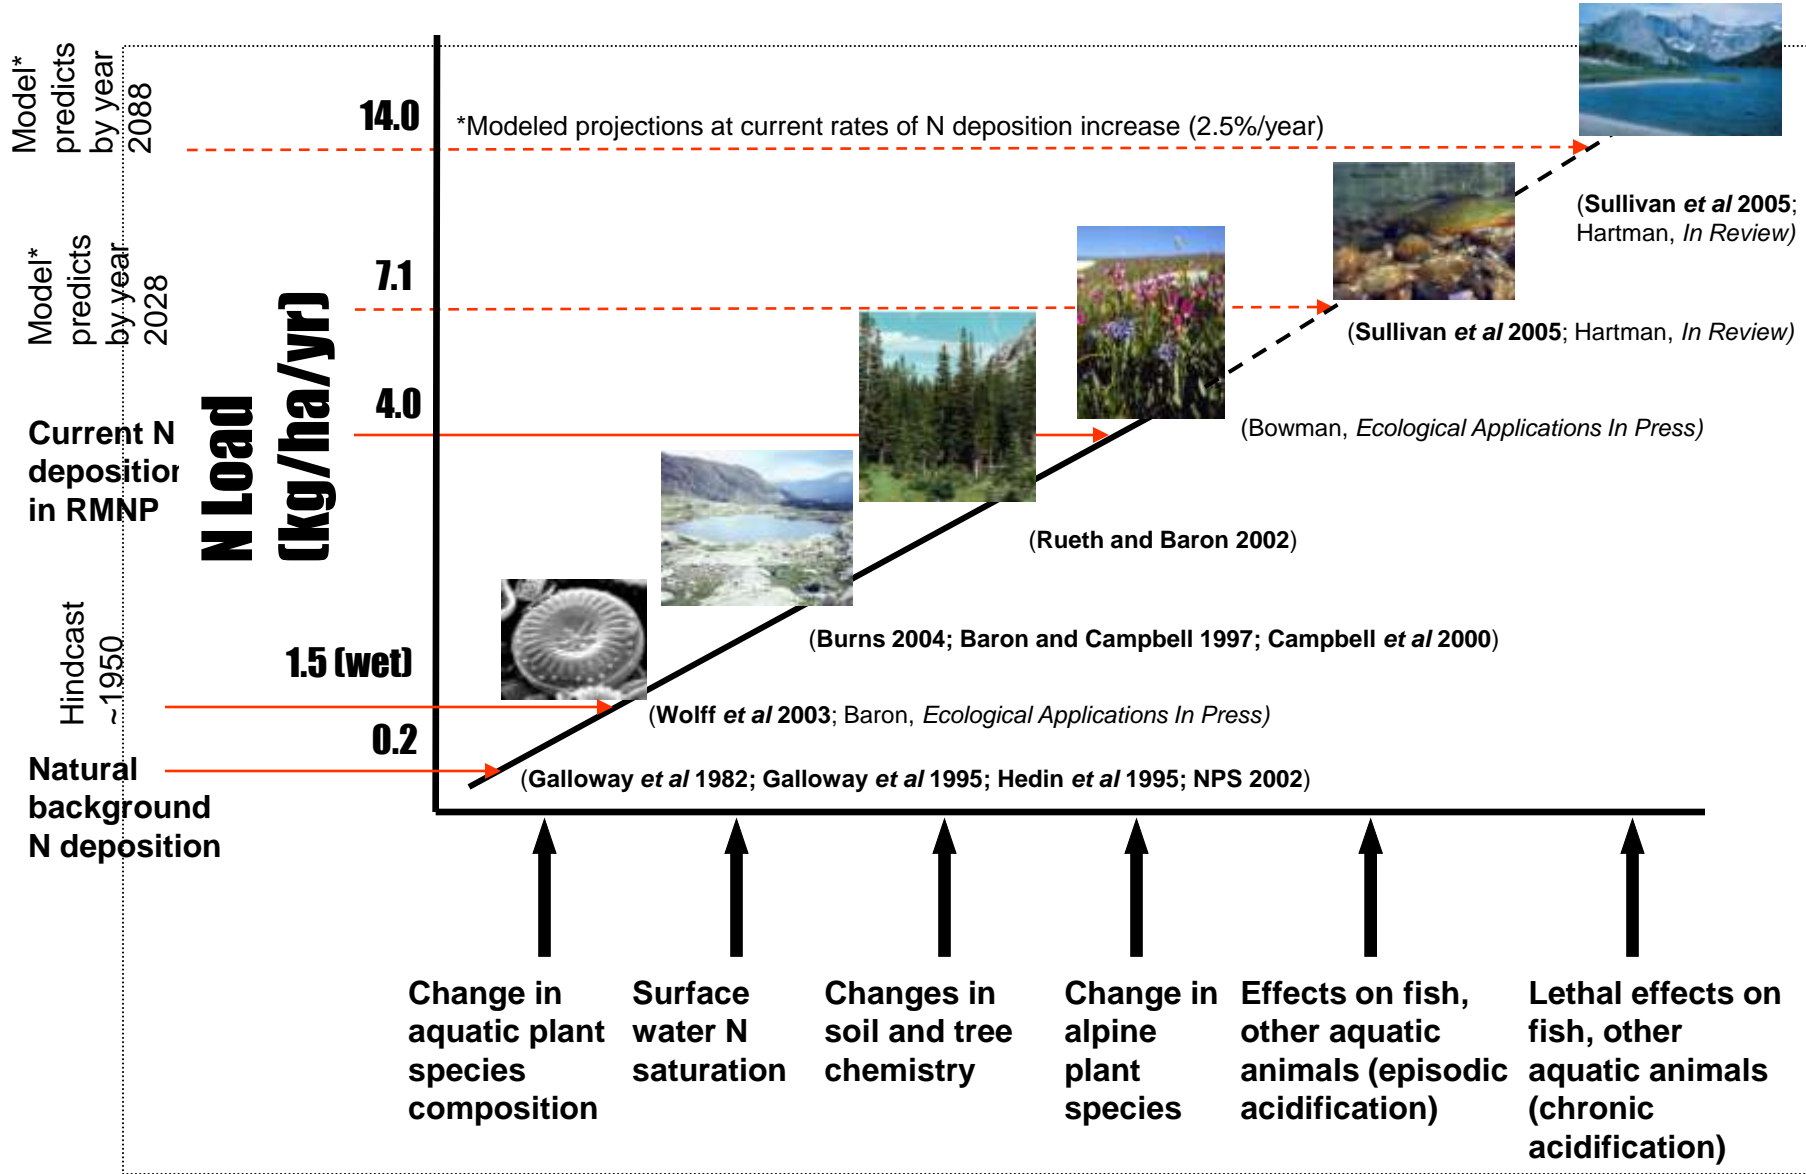 Model*
predicts
by year
2088
14.0
*Modeled projections at current rates of N deposition increase (2.5%/year)
(Sullivan et al 2005;
Hartman, In Review)
Model*
predicts
by year
2028
7.1
(Sullivan et al 2005; Hartman, In Review)
N Load
(kg/ha/yr)
4.0
Current N
deposition
in RMNP
(Bowman, Ecological Applications In Press)
(Rueth and Baron 2002)
(Burns 2004; Baron and Campbell 1997; Campbell et al 2000)
Hindcast
~1950
1.5 (wet)
(Wolff et al 2003; Baron, Ecological Applications In Press)
0.2
Natural
background
N deposition
(Galloway et al 1982; Galloway et al 1995; Hedin et al 1995; NPS 2002)
Change in
aquatic plant
species
composition
Surface
water N
saturation
Changes in
soil and tree
chemistry
Change in
alpine
plant
species
Effects on fish,
other aquatic
animals (episodic
acidification)
Lethal effects on
fish, other
aquatic animals
(chronic
acidification)